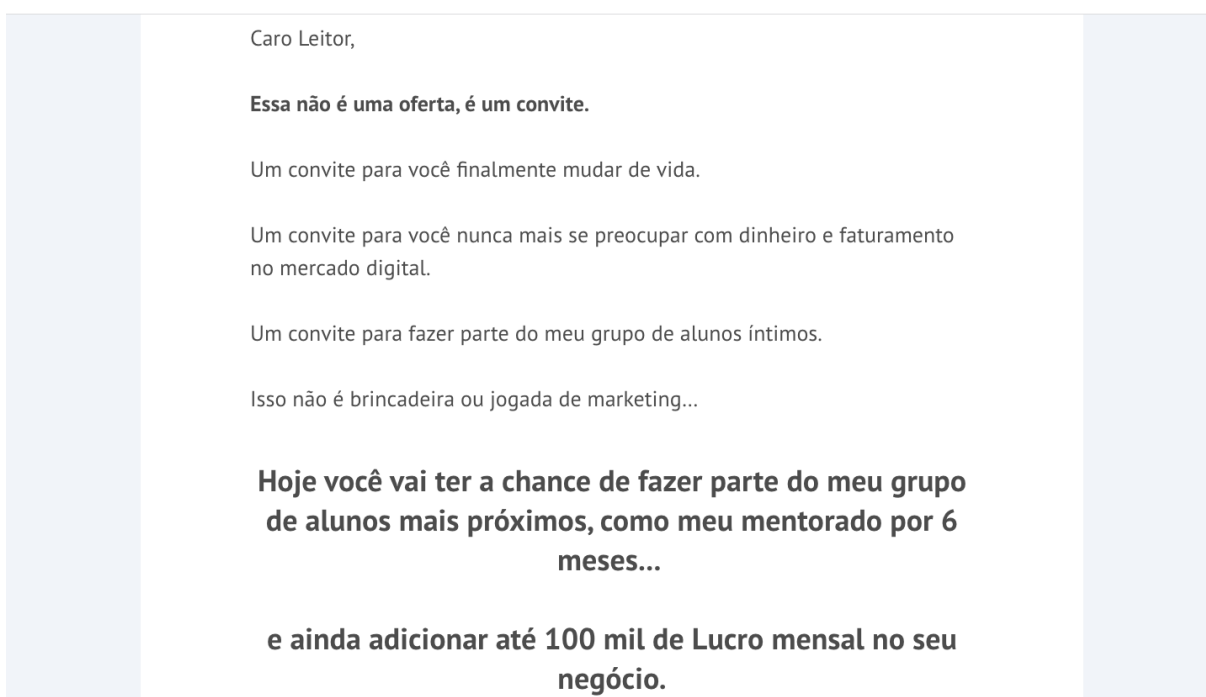 Caro Leitor,
Essa não é uma oferta, é um convite.
Um convite para você finalmente mudar de vida.
Um convite para você nunca mais se preocupar com dinheiro e faturamento
no mercado digital.
Um convite para fazer parte do meu grupo de alunos íntimos.
Isso não é brincadeira ou jogada de marketing...
Hoje você vai ter a chance de fazer parte do meu grupo
de alunos mais próximos, como meu mentorado por 6
meses...
e ainda adicionar até 100 mil de Lucro mensal no seu
negócio.